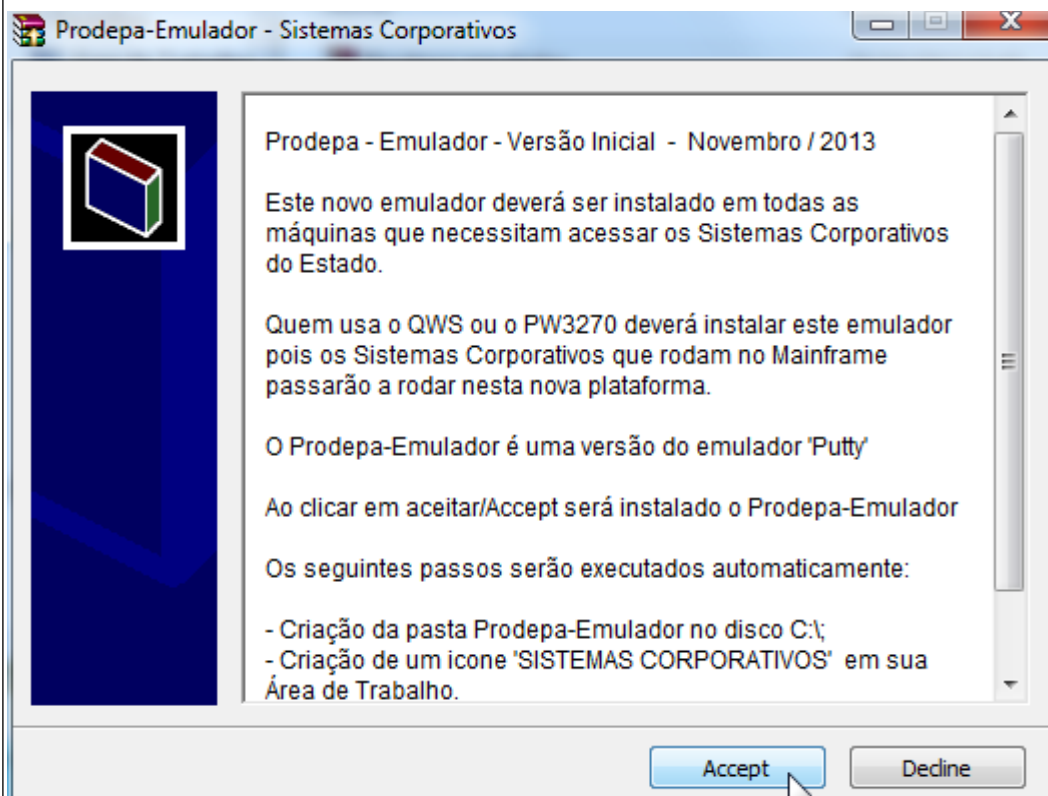 Prodepa-Emulador - Sistemas Corporativos
Prodepa - Emulador - Versão Inicial - Novembro / 2013
Este novo emulador deverá ser instalado em todas as
máquinas que necessitam acessar os Sistemas Corporativos
do Estado.
Quem usa o QWS ou o PW3270 deverá instalar este emulador
pois os Sistemas Corporativos que rodam no Mainframe
passarão a rodar nesta nova plataforma.
O Prodepa-Emulador é uma versão do emulador 'Putty'
Ao clicar em aceitar/Accept será instalado o Prodepa-Emulador
Os seguintes passos serão executados automaticamente:
- Criação da pasta Prodepa-Emulador no disco C:\;
- Criação de um icone 'SISTEMAS CORPORATIVOS' em sua
Área de Trabalho.
Accept
Decline